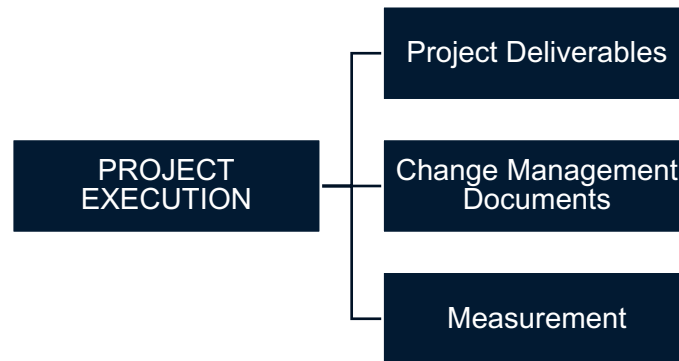 Project Deliverables
PROJECT
EXECUTION
Change Management
Documents
Measurement